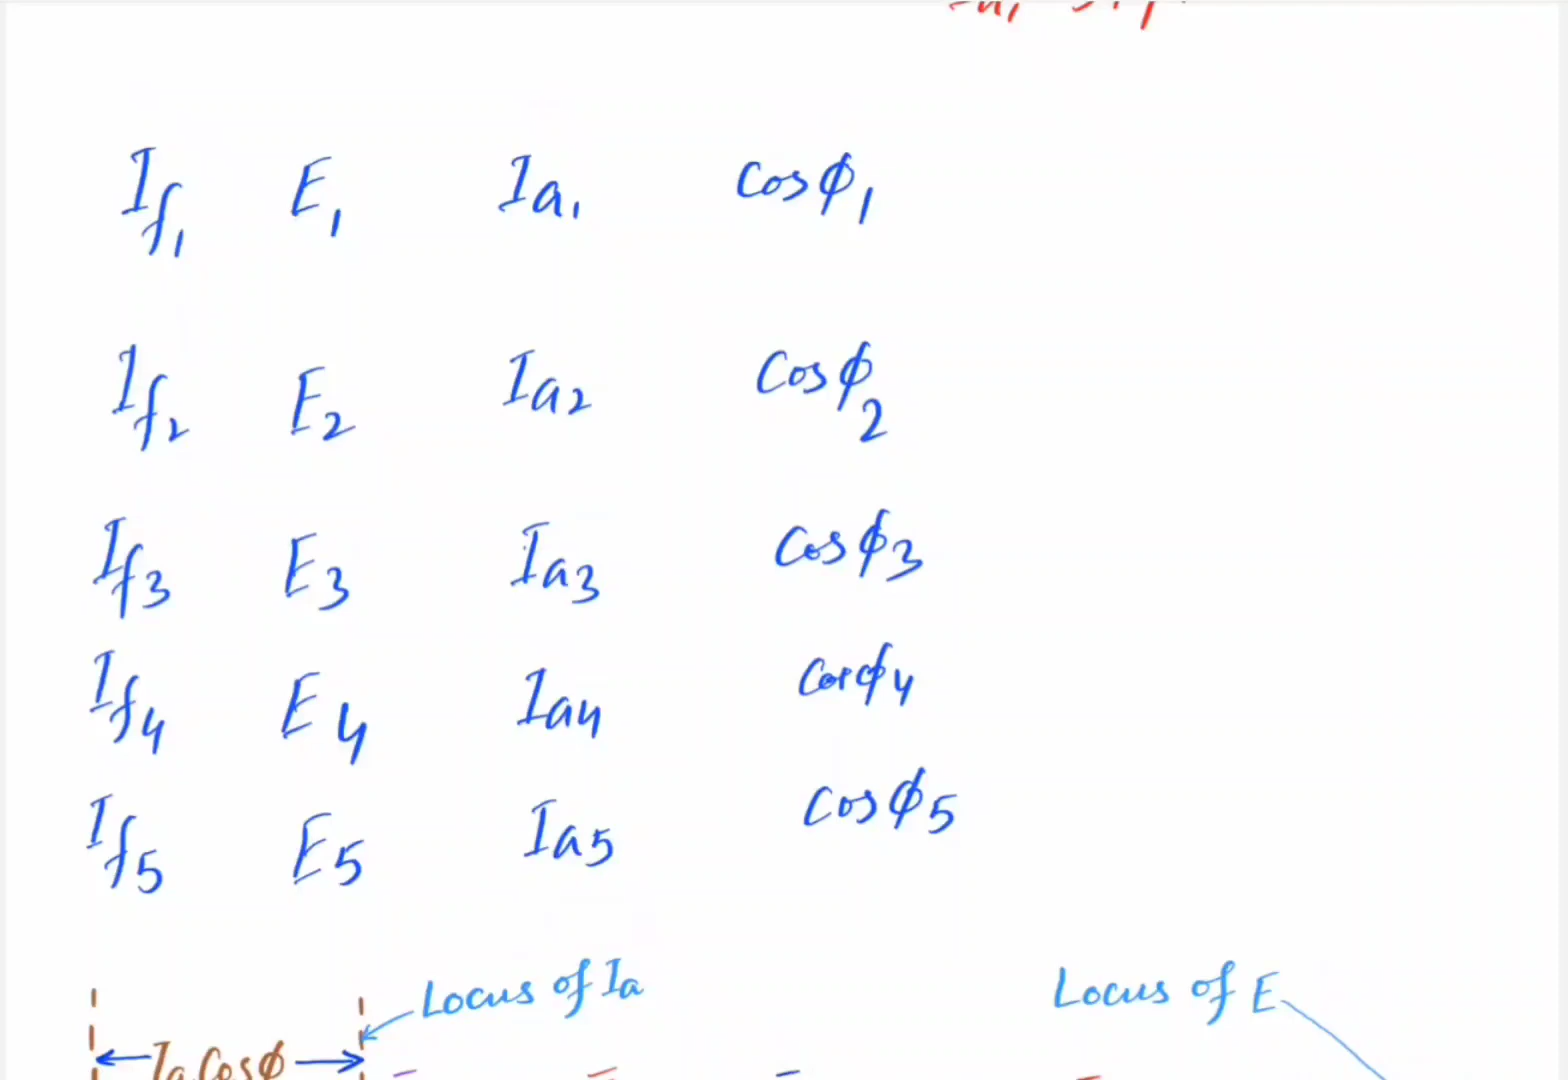 If1 E1 Ia1 Cosϕ1
If2 E2 Ia2 Cosϕ2
If3 E3 Ia3 Cosϕ3
If4 E4 Ia4 Cosϕ4
If5 E5 Ia5 Cosϕ5
Locus of Ia Locus of E
Ia Cosϕ